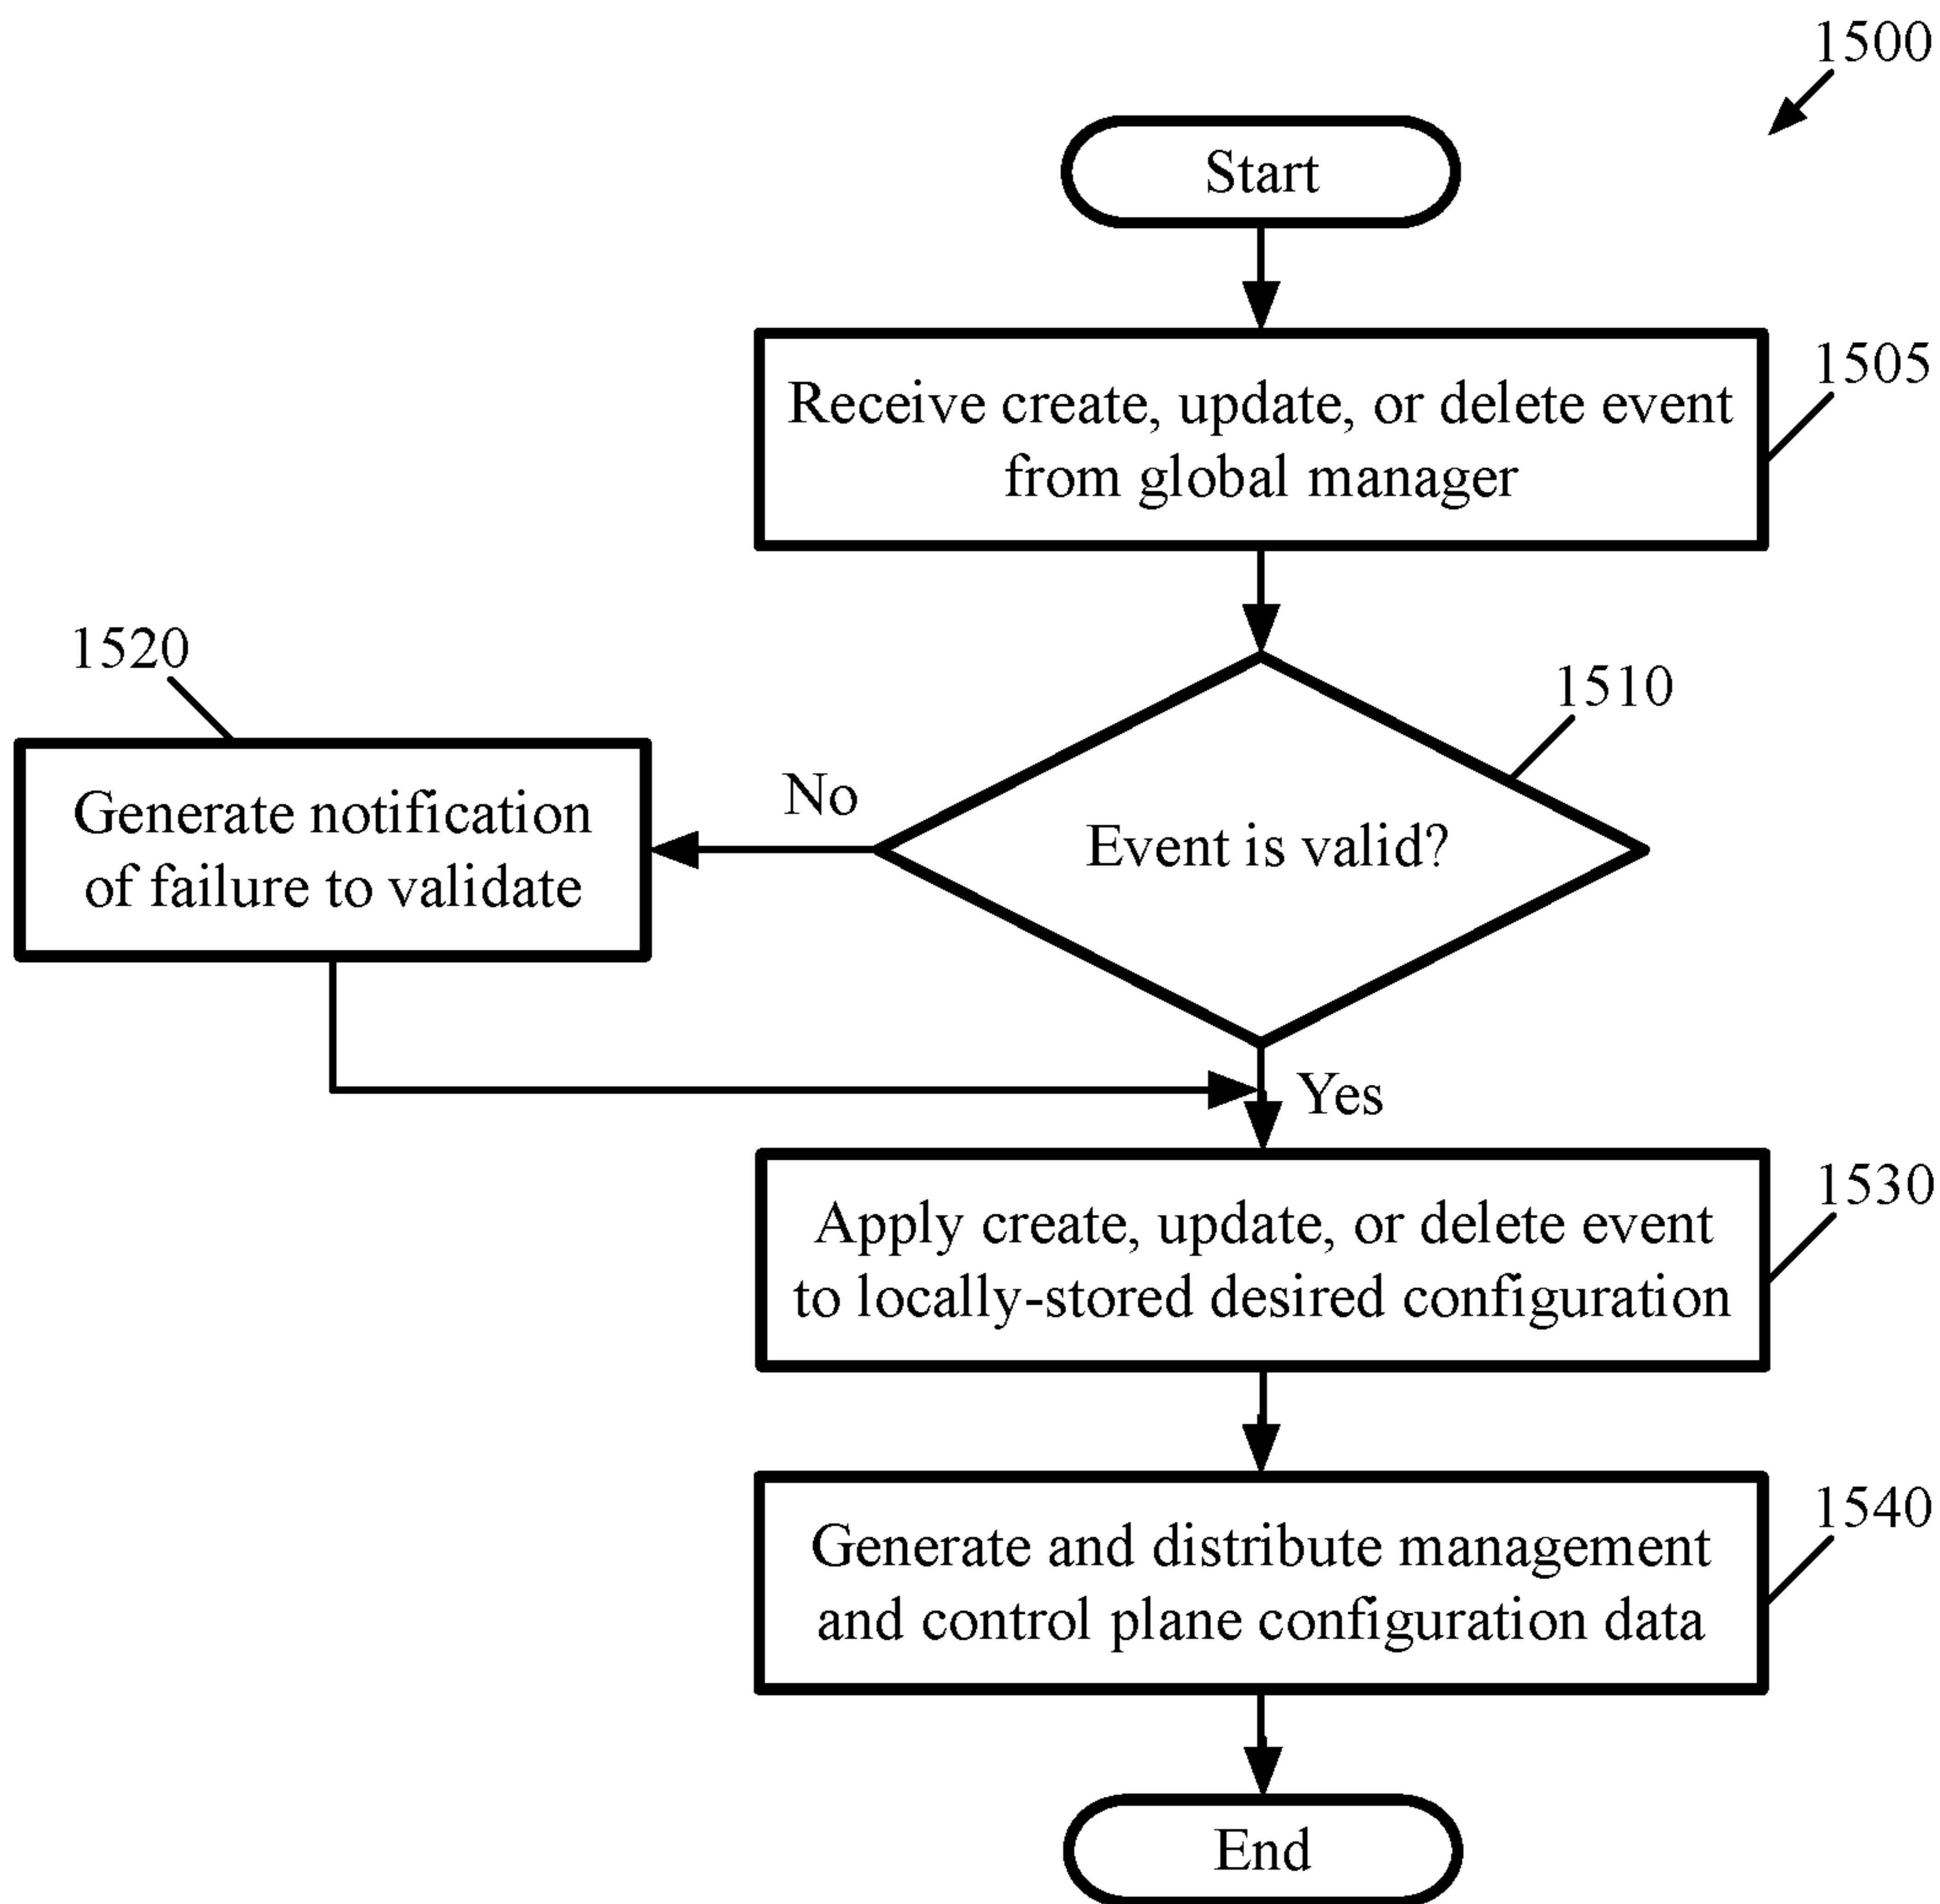 1500
Start
Receive create, update, or delete event
from global manager
1505
1510
Event is valid?
No
1520
Generate notification
of failure to validate
Yes
Apply create, update, or delete event
to locally-stored desired configuration
1530
Generate and distribute management
and control plane configuration data
1540
End